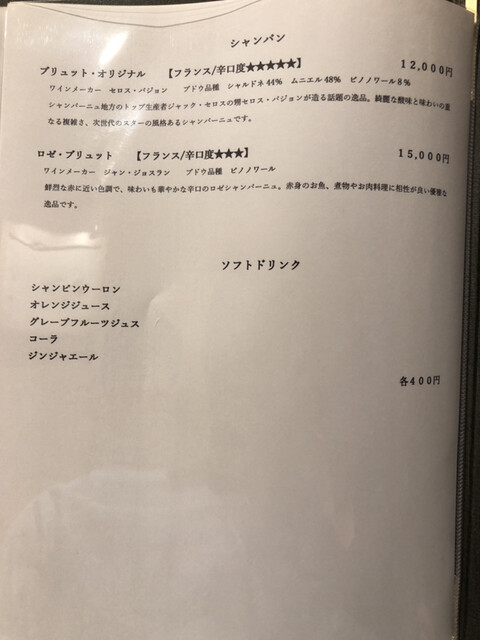 シャンパン
ブリュット・オリジナル　【フランス/辛口度★★★★★】　12,000円
ワインメーカー　セロス・パジョン　ブドウ品種　シャルドネ44%　ムニエル48%　ピノノワール8%
シャンパーニュ地方のトップ生産者ジャック・セロスの甥セロス・パジョンが造る話題の逸品。綺麗な酸味と味わいの重
なる複雑さ、次世代のスターの風格あるシャンパーニュです。
ロゼ・ブリュット　【フランス/辛口度★★★】　15,000円
ワインメーカー　ジャン・ジョスラン　ブドウ品種　ピノノワール
鮮烈な赤に近い色調で、味わいも華やかな辛口のロゼシャンパーニュ。赤身のお魚、煮物やお肉料理に相性が良い優雅な
逸品です。
ソフトドリンク
シャンピンウーロン
オレンジジュース
グレープフルーツジュス
コーラ
ジンジャエール
各400円